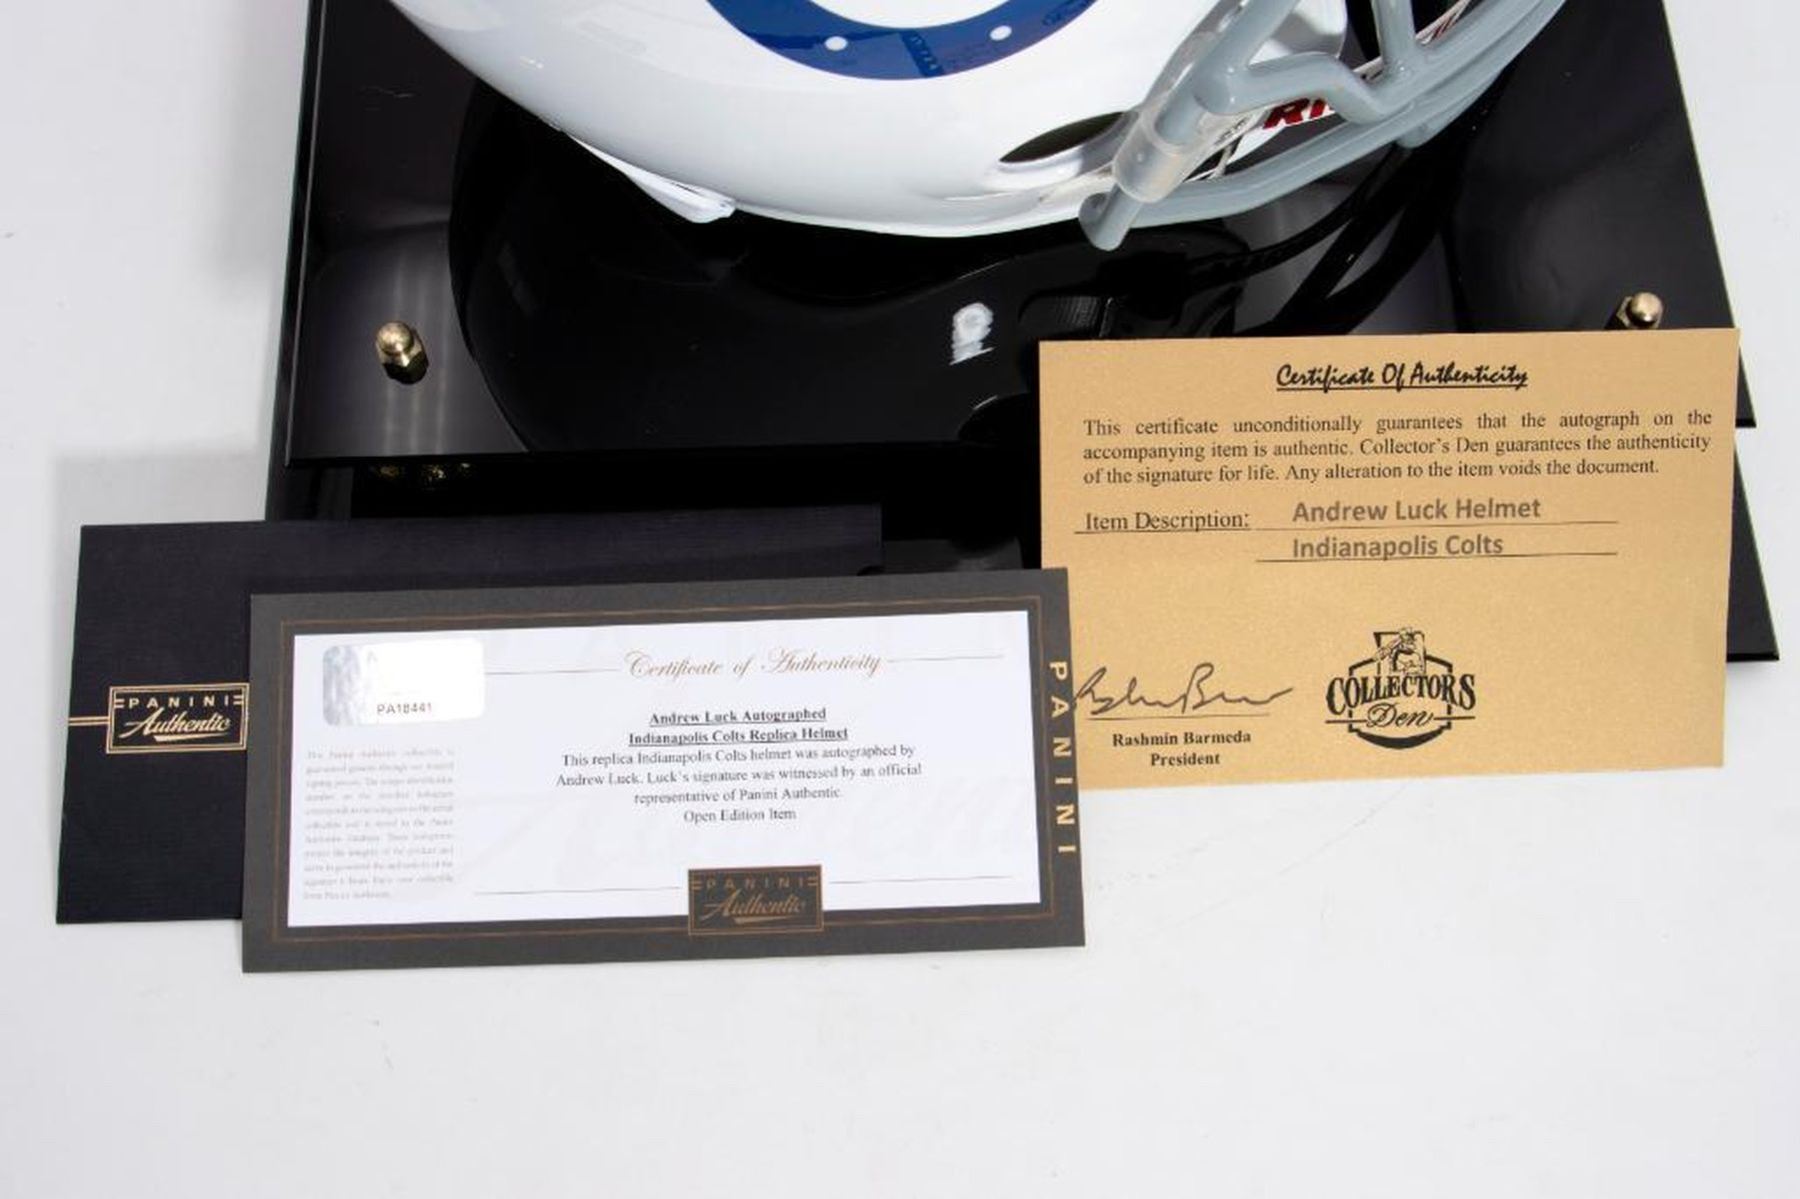 Certificate Of Authenticity
This certificate unconditionally guarantees that the autograph on the
accompanying item is authentic. Collector's Den guarantees the authenticity
of the signature for life. Any alteration to the item voids the document.
Item Description: Andrew Luck Helmet
Indianapolis Colts
Rashmin Barmeda
President
COLLECTORS
Den
PANINI
Authentic
PA18441
Certificate of Authenticity
Andrew Luck Autographed
Indianapolis Colts Replica Helmet
This replica Indianapolis Colts helmet was autographed by
Andrew Luck. Luck's signature was witnessed by an official
representative of Panini Authentic.
Open Edition Item
PANINI
Authentic
PANINI